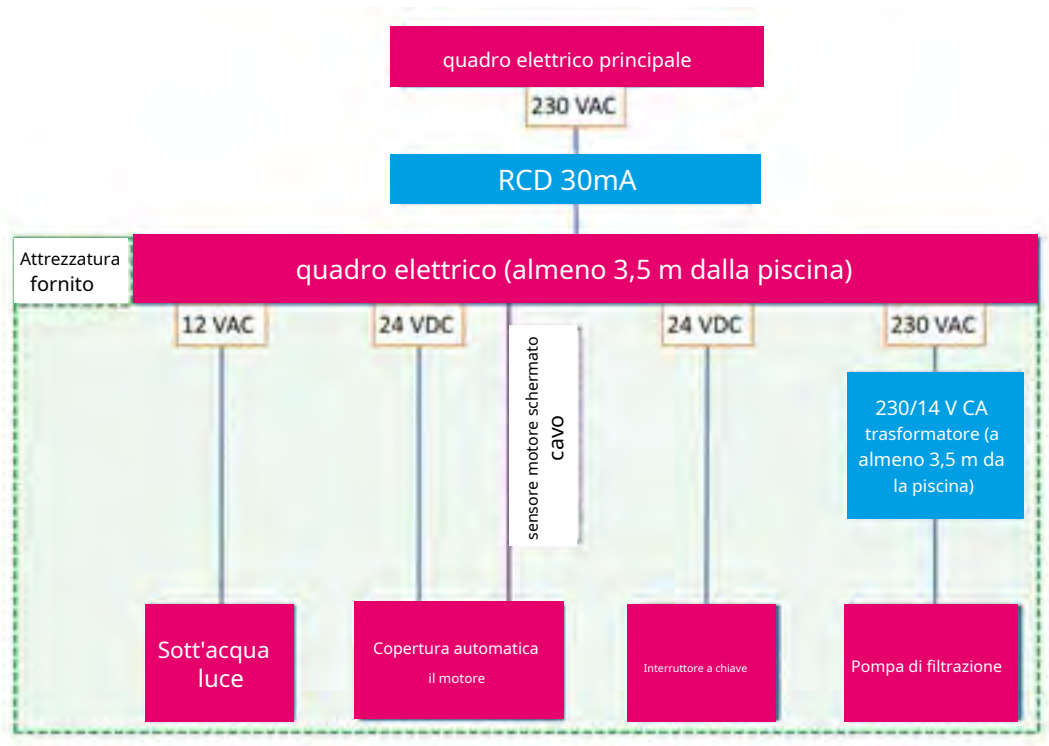 quadro elettrico principale
230 VAC
RCD 30mA
Attrezzatura
fornito
quadro elettrico (almeno 3,5 m dalla piscina)
12 VAC
24 VDC
24 VDC
230 VAC
sensore motore schermato
cavo
230/14 V CA
trasformatore (a
almeno 3,5 m da
la piscina)
Sott'acqua
luce
Copertura automatica
il motore
Interruttore a chiave
Pompa di filtrazione